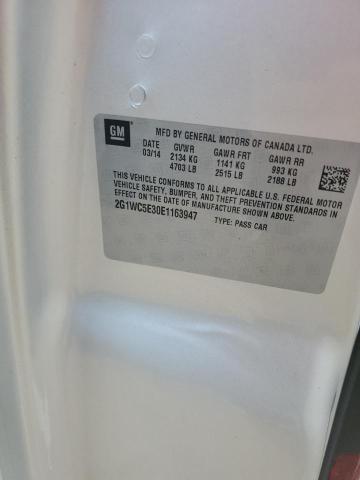 GM
MFD BY GENERAL MOTORS OF CANADA LTD.
DATE GVWR GAWR FRT GAWR RR
03/14 2134 KG 1141 KG 993 KG
4703 LB 2515 LB 2188 LB
THIS VEHICLE CONFORMS TO ALL APPLICABLE U.S. FEDERAL MOTOR
VEHICLE SAFETY, BUMPER, AND THEFT PREVENTION STANDARDS IN
EFFECT ON THE DATE OF MANUFACTURE SHOWN ABOVE.
2G1WC5E30E1163947
TYPE: PASS CAR